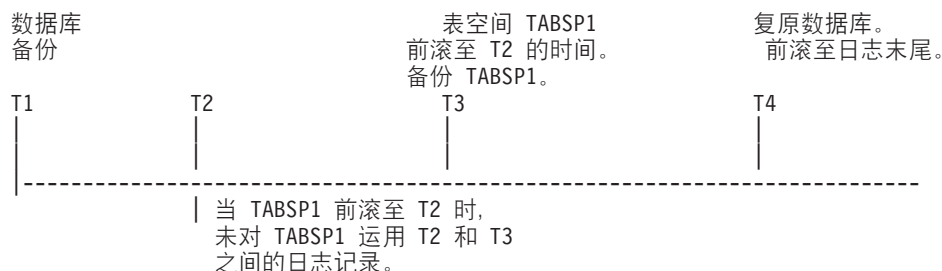 数据库 表空间 TABSP1 复原数据库。
备份 前滚至 T2 的时间。 前滚至日志末尾。
备份 TABSP1。
T1 T2 T3 T4
当 TABSP1 前滚至 T2 时,
未对 TABSP1 运用 T2 和 T3
之间的日志记录。